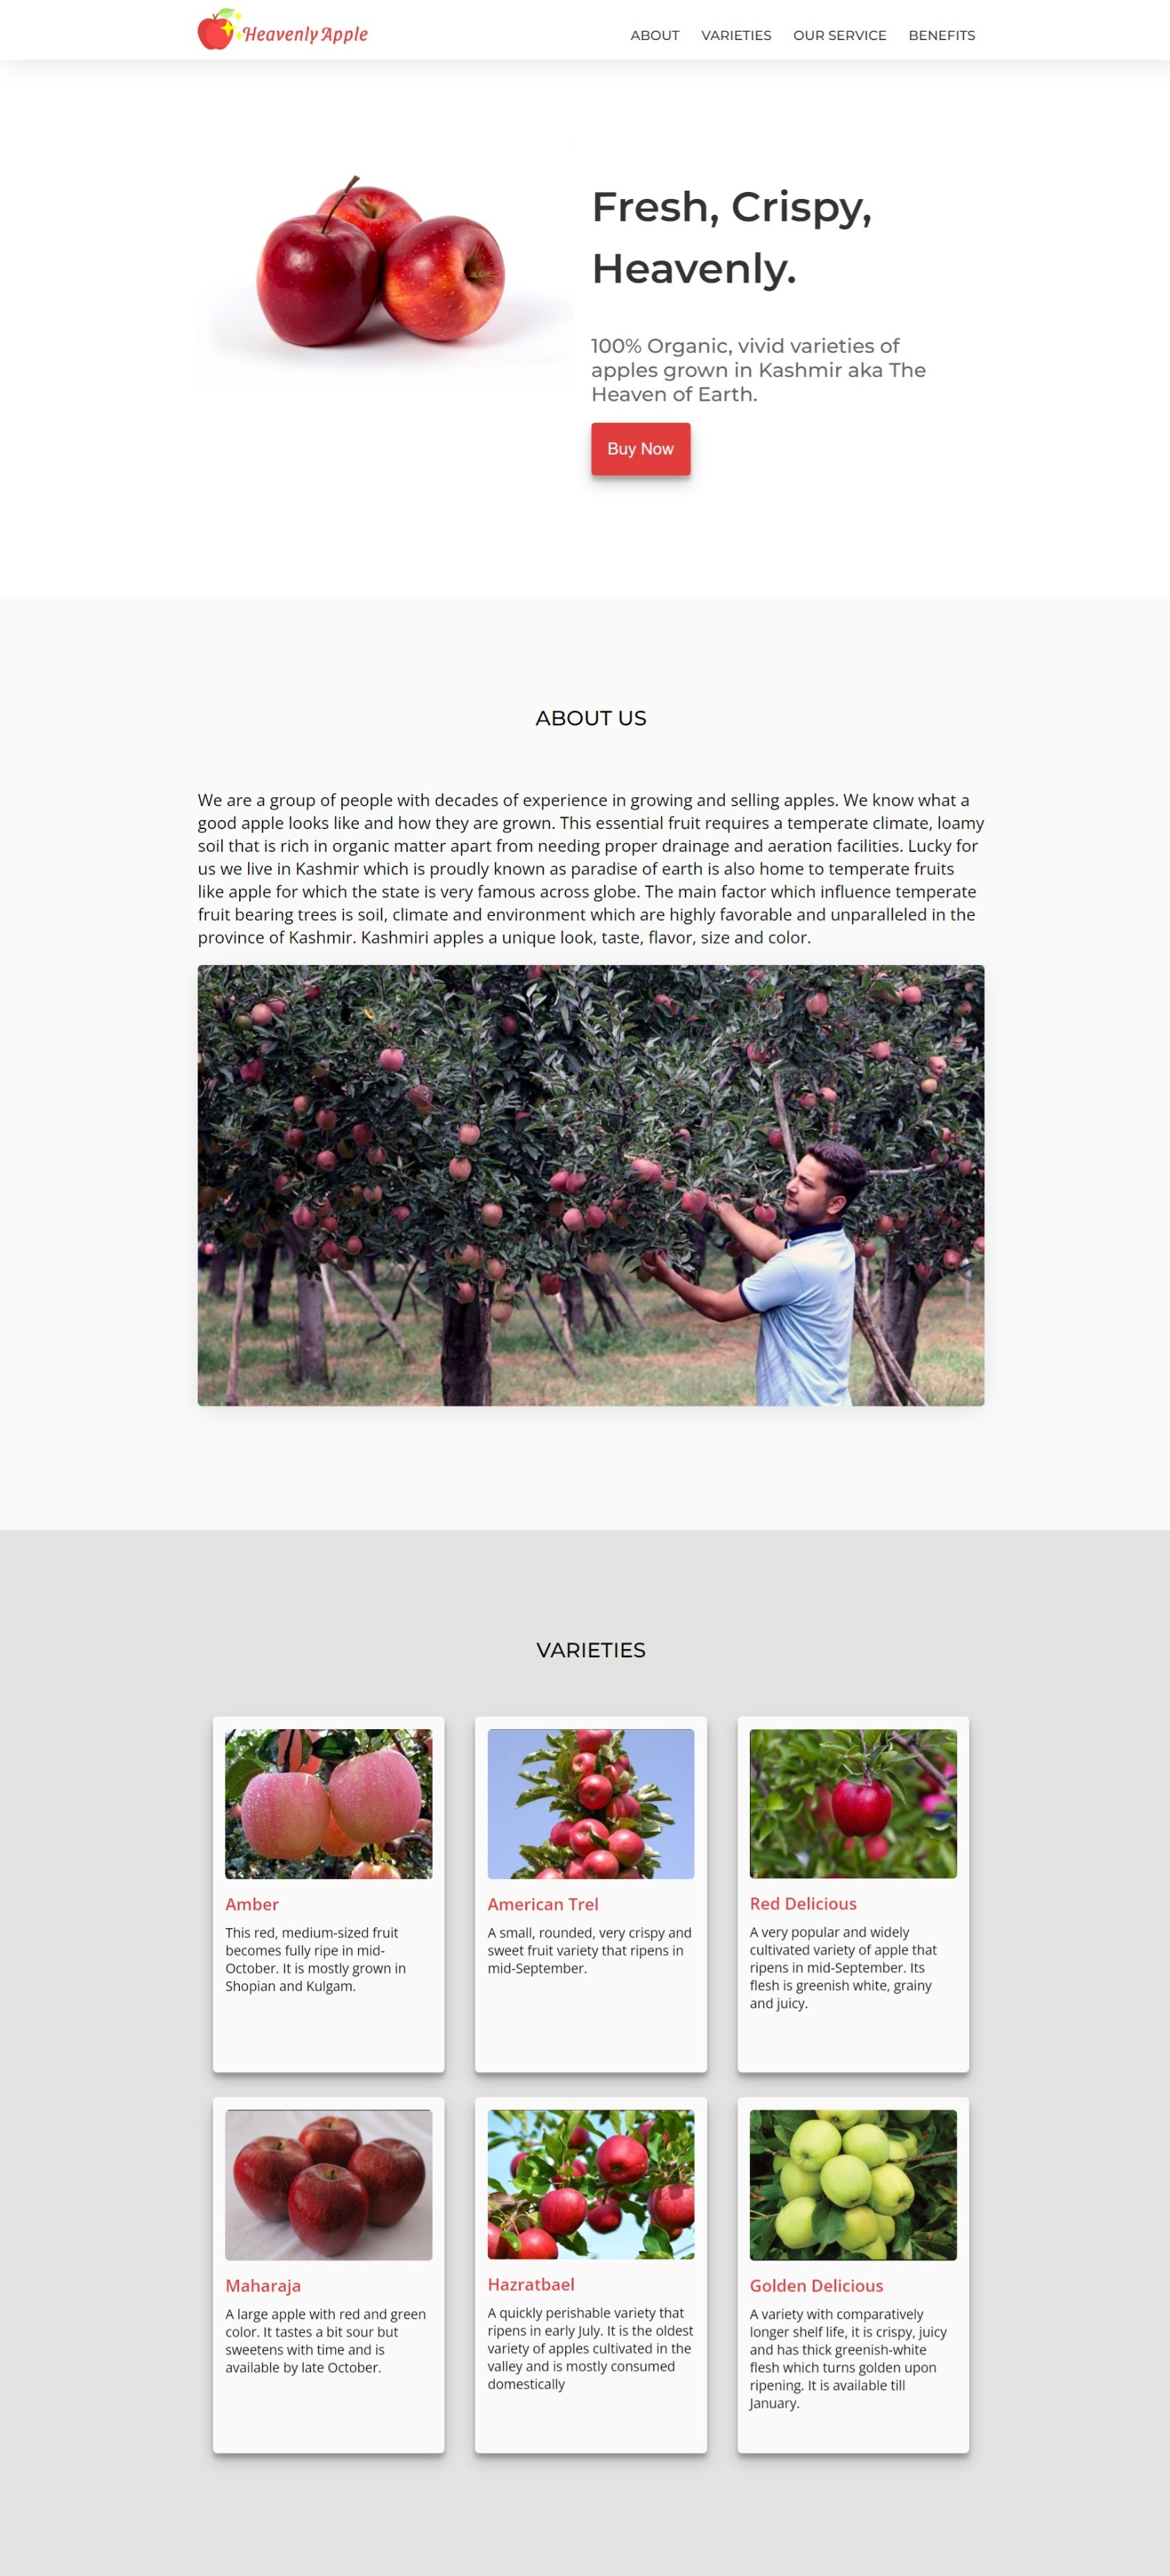 Heavenly Apple
ABOUT VARIETIES OUR SERVICE BENEFITS
Fresh, Crispy,
Heavenly.
100% Organic, vivid varieties of
apples grown in Kashmir aka The
Heaven of Earth.
Buy Now
ABOUT US
We are a group of people with decades of experience in growing and selling apples. We know what a
good apple looks like and how they are grown. This essential fruit requires a temperate climate, loamy
soil that is rich in organic matter apart from needing proper drainage and aeration facilities. Lucky for
us we live in Kashmir which is proudly known as paradise of earth is also home to temperate fruits
like apple for which the state is very famous across globe. The main factor which influence temperate
fruit bearing trees is soil, climate and environment which are highly favorable and unparalleled in the
province of Kashmir. Kashmiri apples a unique look, taste, flavor, size and color.
VARIETIES
Amber
This red, medium-sized fruit
becomes fully ripe in mid-
October. It is mostly grown in
Shopian and Kulgam.
American Trel
A small, rounded, very crispy and
sweet fruit variety that ripens in
mid-September.
Red Delicious
A very popular and widely
cultivated variety of apple that
ripens in mid-September. Its
flesh is greenish white, grainy
and juicy.
Maharaja
A large apple with red and green
color. It tastes a bit sour but
sweetens with time and is
available by late October.
Hazratbael
A quickly perishable variety that
ripens in early July. It is the oldest
variety of apples cultivated in the
valley and is mostly consumed
domestically
Golden Delicious
A variety with comparatively
longer shelf life, it is crispy, juicy
and has thick greenish-white
flesh which turns golden upon
ripening. It is available till
January.